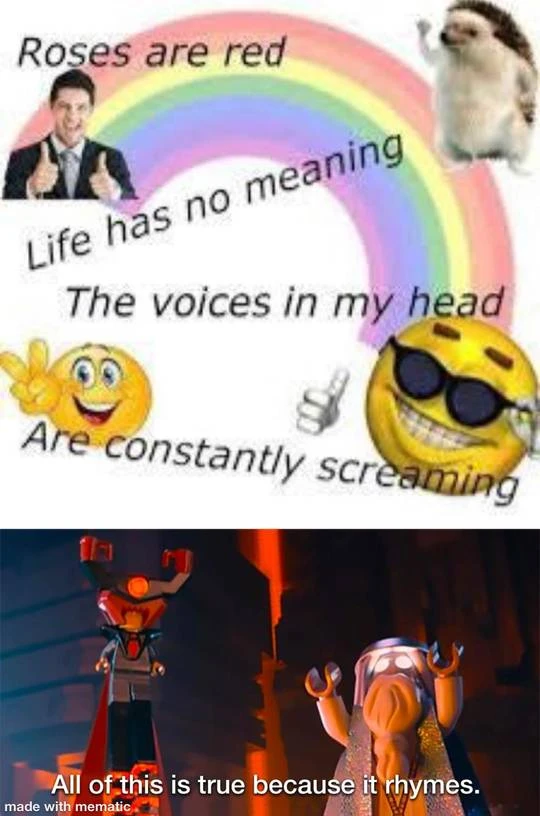 Roses are red
Life has no meaning
The voices in my head
Are constantly screaming
All of this is true because it rhymes.
made with mematic